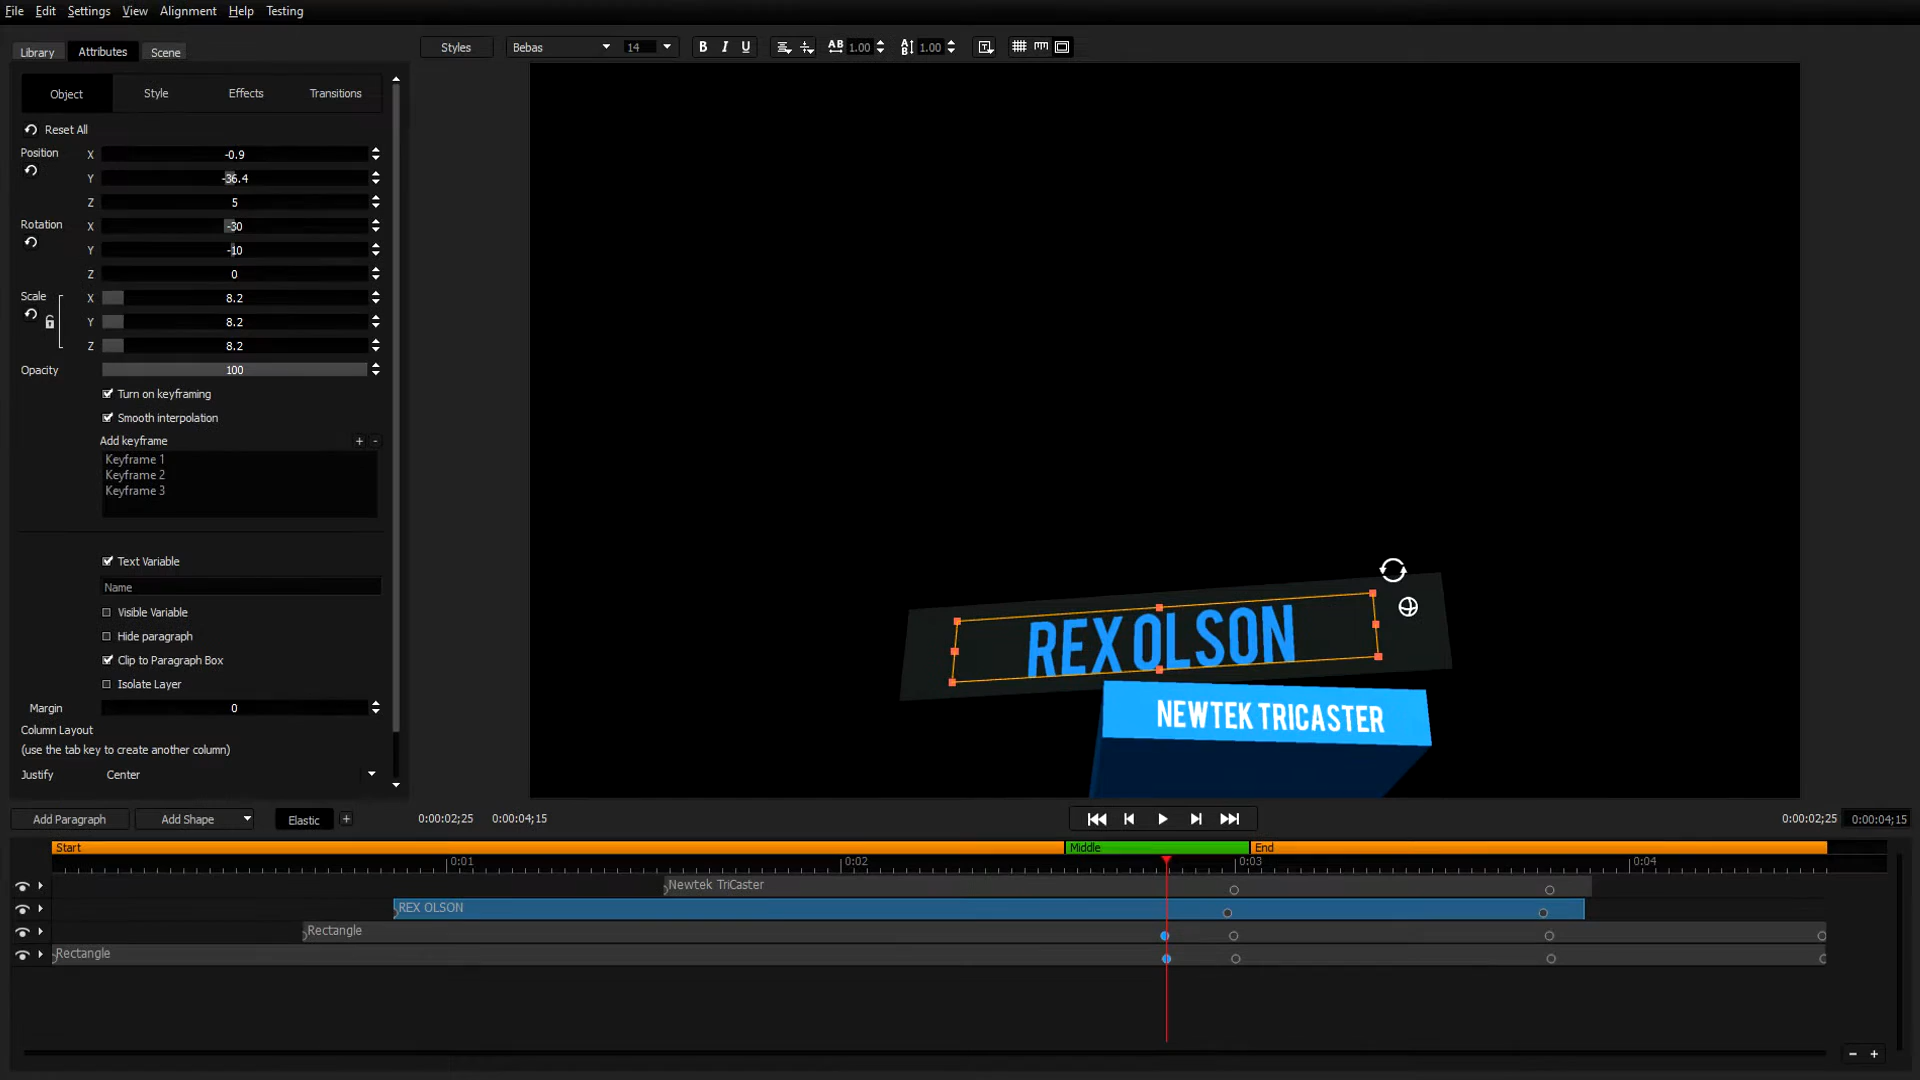 File Edit Settings View Alignment Help Testing
Library Attributes Scene
Styles Bebas 14 B I U AB 1.00 1.00
Object Style Effects Transitions
Reset All
Position X -0.9
Y -36.4
Z 5
Rotation X -30
Y -10
Z 0
Scale X 8.2
Y 8.2
Z 8.2
Opacity 100
Turn on keyframing
Smooth interpolation
Add keyframe + -
Keyframe 1
Keyframe 2
Keyframe 3
Text Variable
Name
Visible Variable
Hide paragraph
Clip to Paragraph Box
Isolate Layer
Margin 0
Column Layout
(use the tab key to create another column)
Justify Center
REX OLSON
NEWTEK TRICASTER
Add Paragraph Add Shape Elastic + 0:00:02;25 0:00:04;15 0:00:02;25 0:00:04;15
Start Middle End
0:01 0:02 0:03 0:04
Newtek TriCaster
REX OLSON
Rectangle
Rectangle
- +